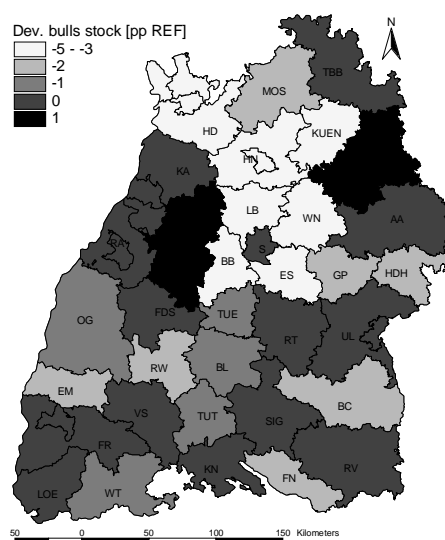 Dev. bulls stock [pp REF]
-5 - -3
-2
-1
0
1
N
TBB
MOS
HD
KUEN
HN
KA
LB
WN
AA
RA
S
BB
ES
GP
HDH
OG
FDS
TUE
RT
UL
RW
BL
EM
BC
VS
TUT
SIG
FR
KN
RV
FN
LOE
WT
50 0 50 100 150 Kilometers